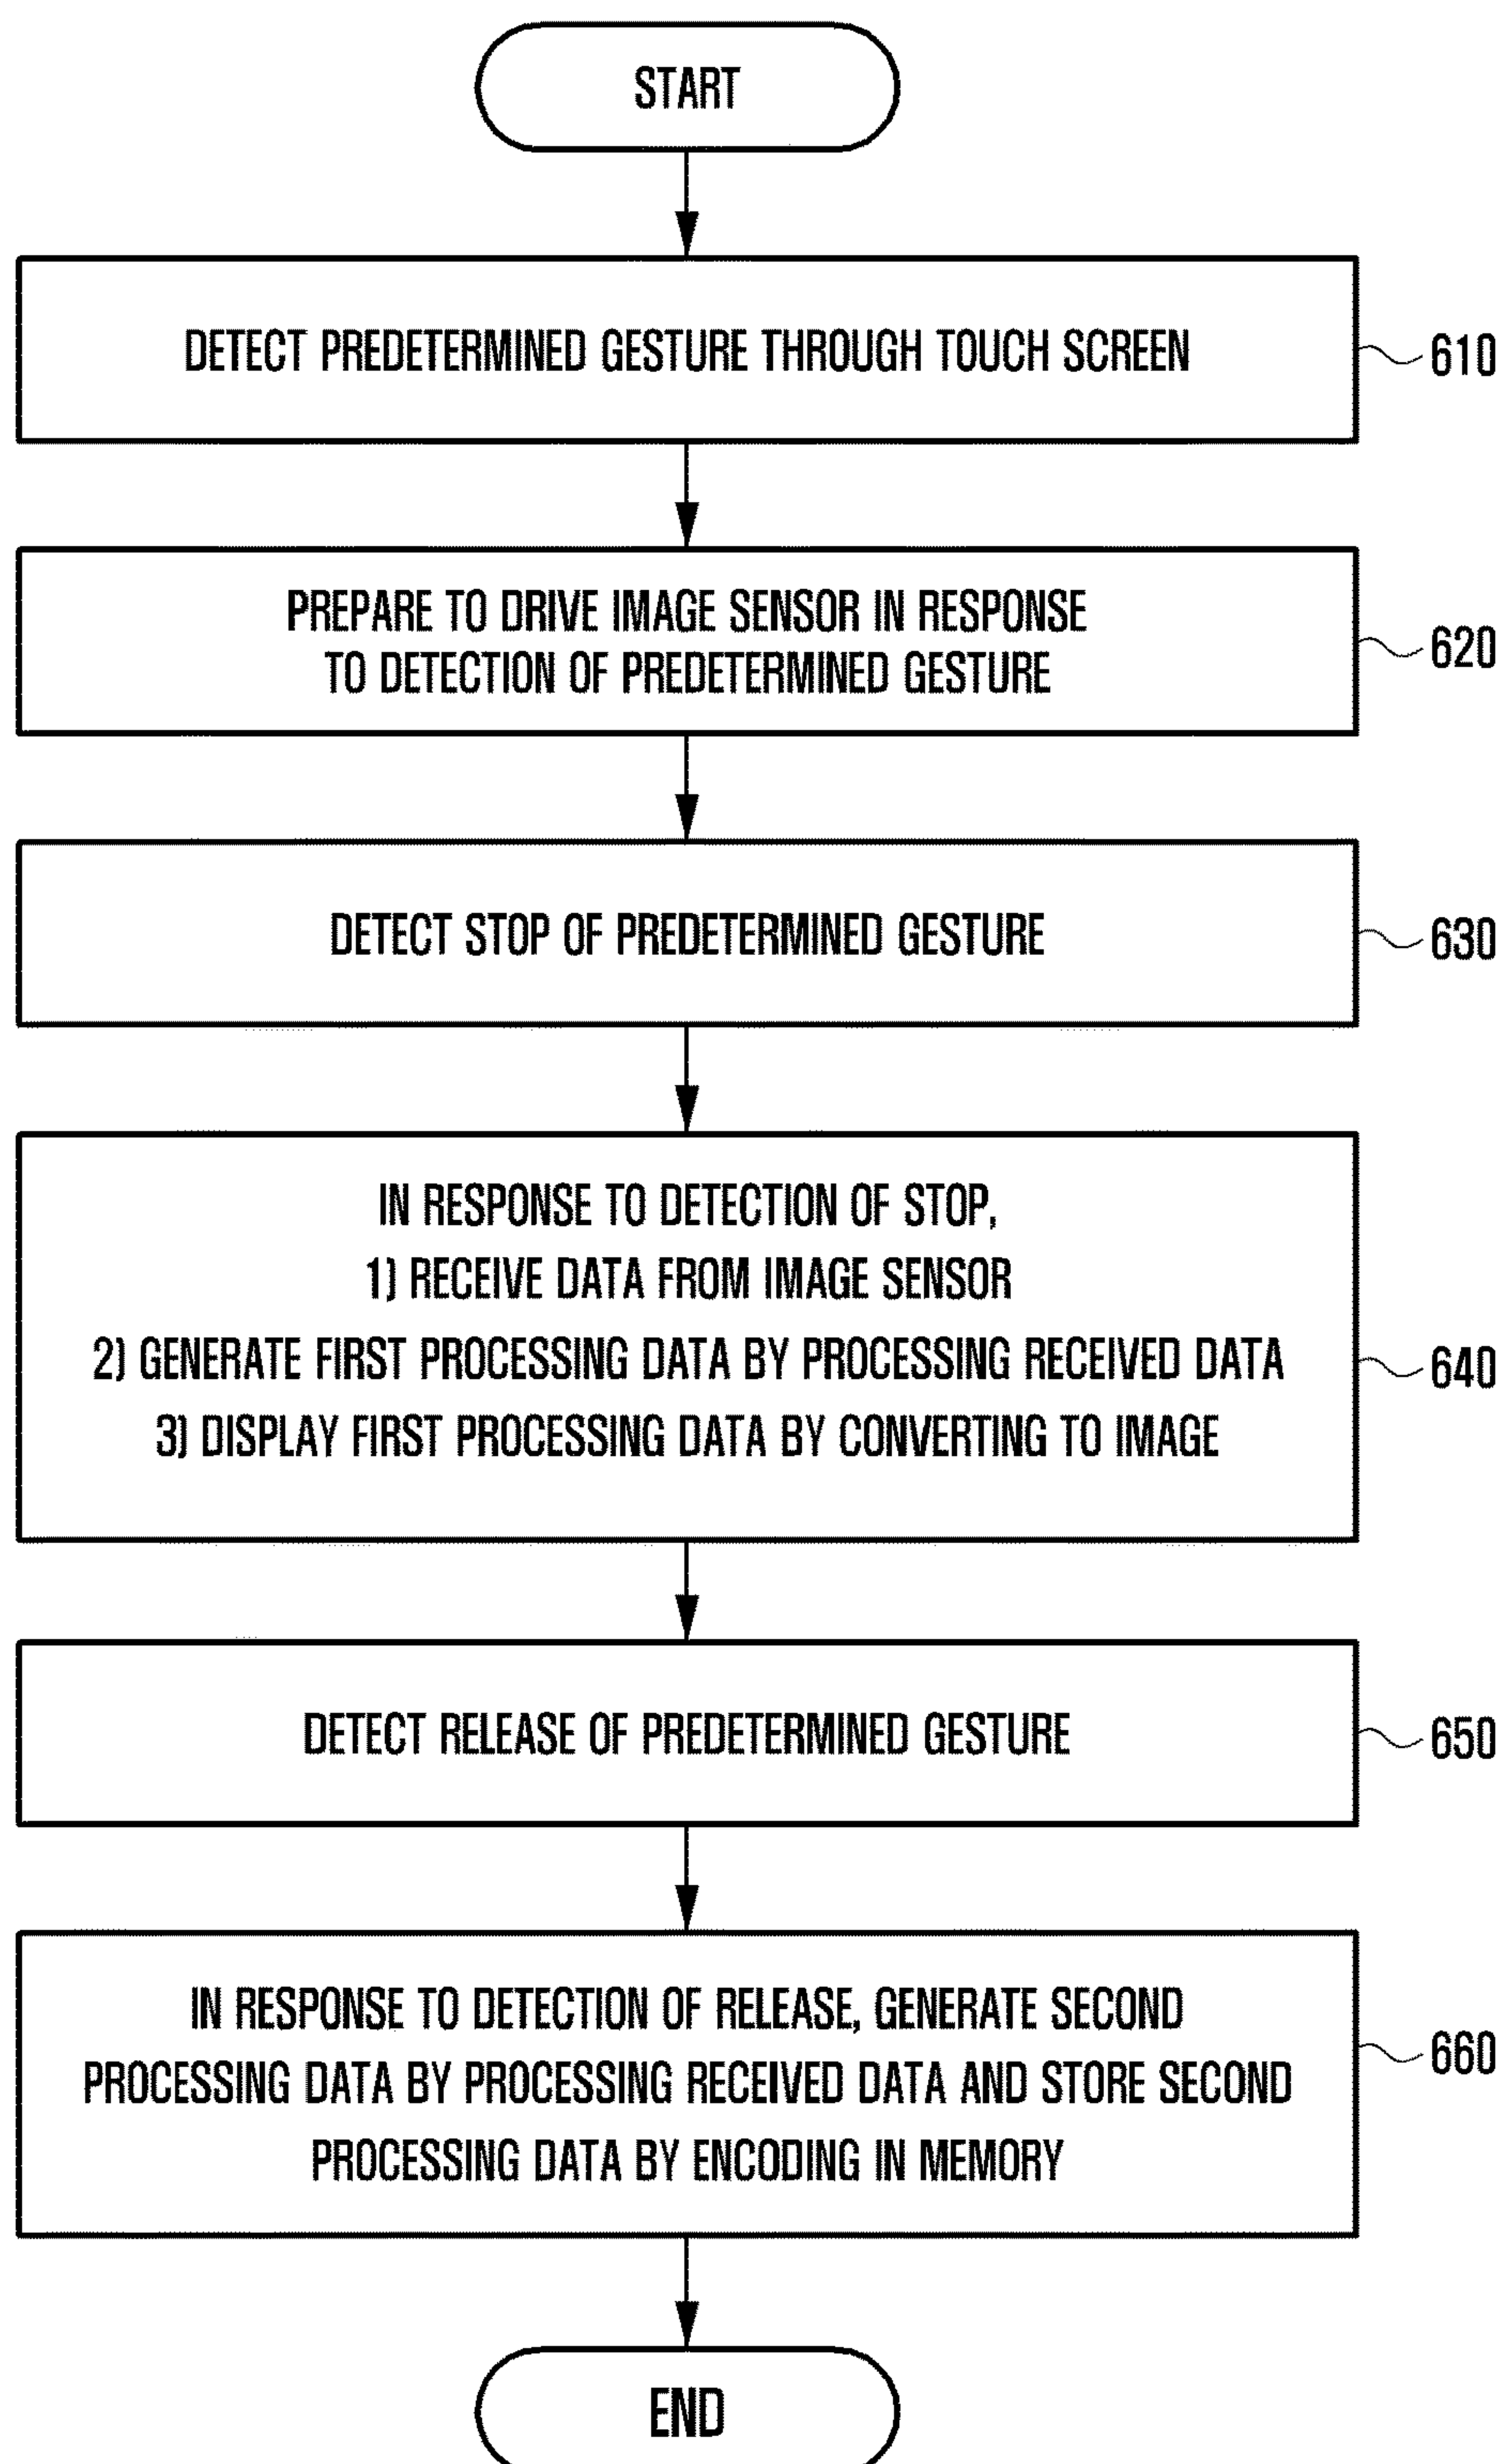 START
DETECT PREDETERMINED GESTURE THROUGH TOUCH SCREEN
610
PREPARE TO DRIVE IMAGE SENSOR IN RESPONSE
TO DETECTION OF PREDETERMINED GESTURE
620
DETECT STOP OF PREDETERMINED GESTURE
630
IN RESPONSE TO DETECTION OF STOP,
1) RECEIVE DATA FROM IMAGE SENSOR
2) GENERATE FIRST PROCESSING DATA BY PROCESSING RECEIVED DATA
3) DISPLAY FIRST PROCESSING DATA BY CONVERTING TO IMAGE
640
DETECT RELEASE OF PREDETERMINED GESTURE
650
IN RESPONSE TO DETECTION OF RELEASE, GENERATE SECOND
PROCESSING DATA BY PROCESSING RECEIVED DATA AND STORE SECOND
PROCESSING DATA BY ENCODING IN MEMORY
660
END